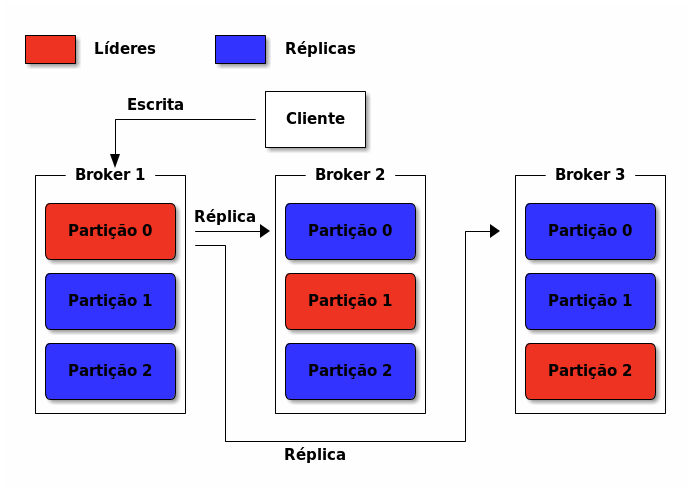 Líderes
Réplicas
Escrita
Cliente
Broker 1
Broker 2
Broker 3
Partição 0
Réplica
Partição 0
Partição 0
Partição 1
Partição 1
Partição 1
Partição 2
Partição 2
Partição 2
Réplica